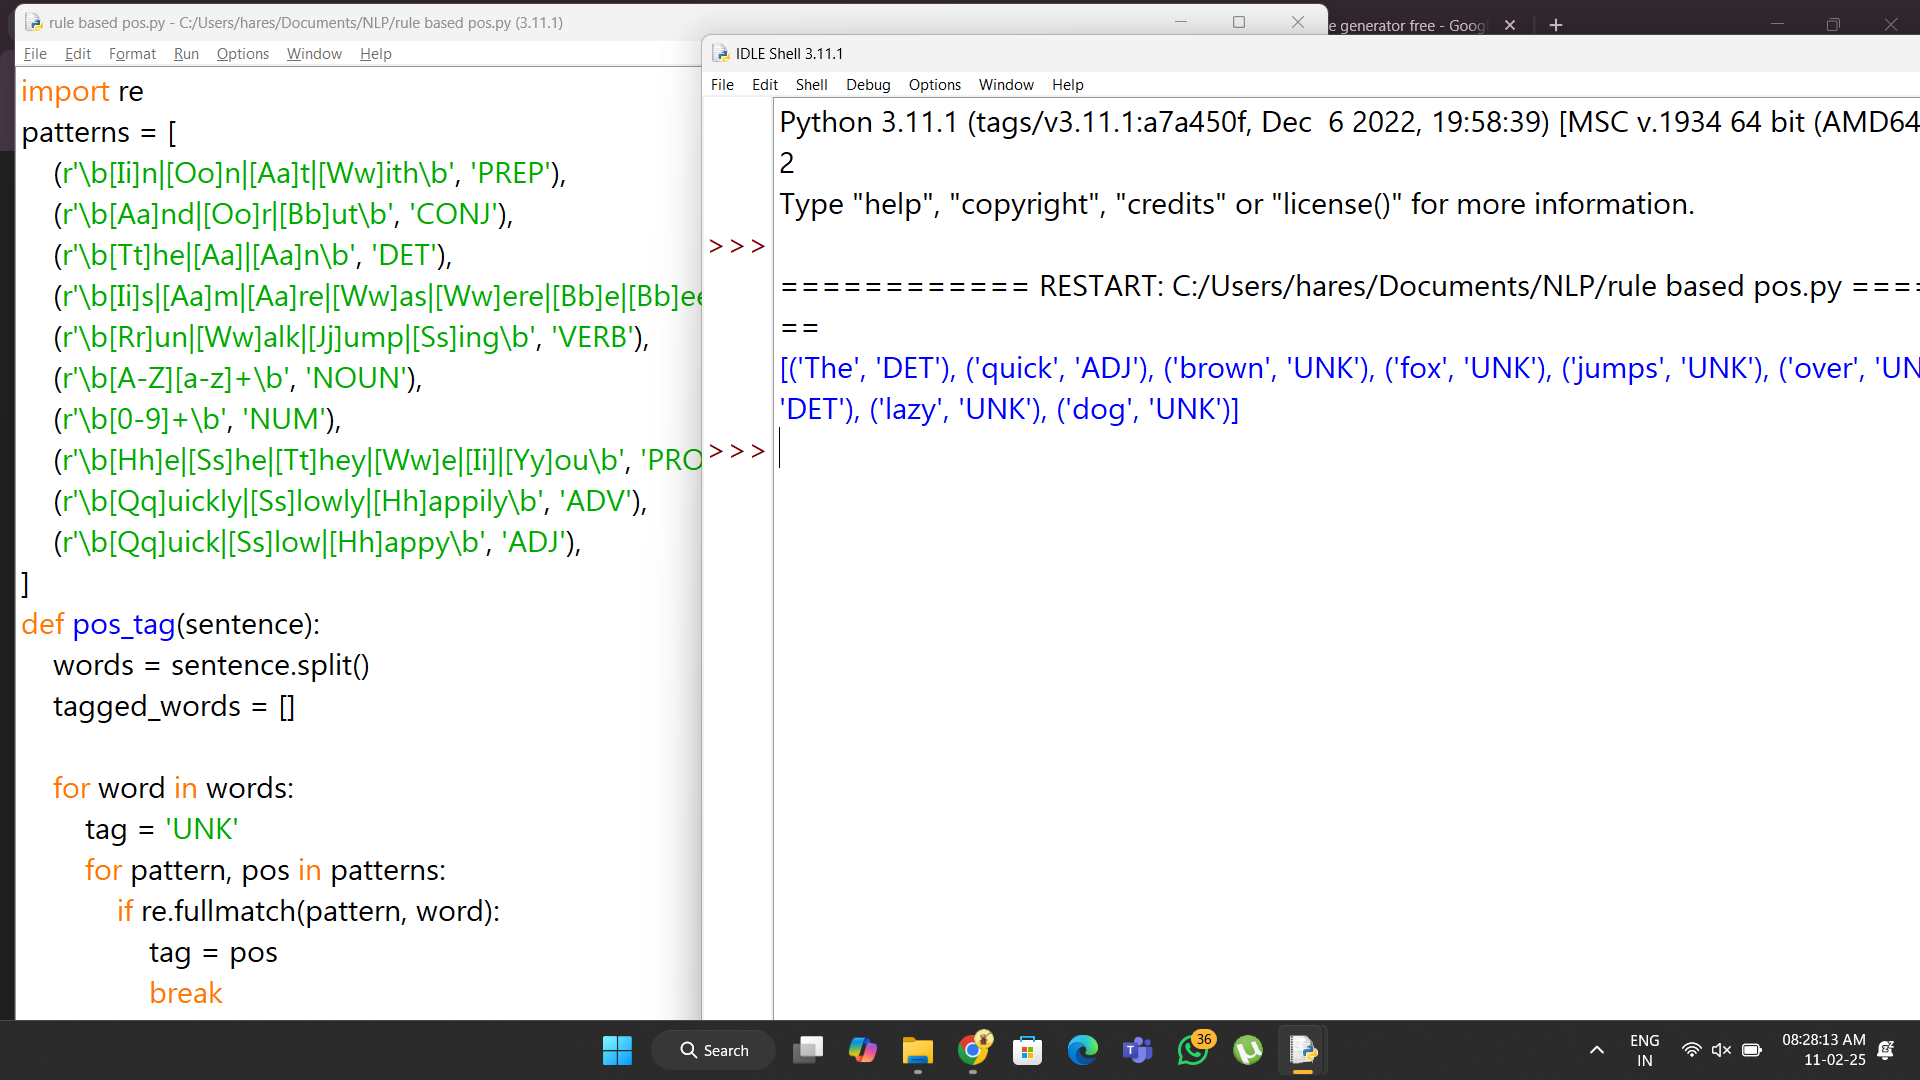 rule based pos.py - C:/Users/hares/Documents/NLP/rule based pos.py (3.11.1)
File Edit Format Run Options Window Help
import re
patterns = [
    (r'\b[Ii]n|[Oo]n|[Aa]t|[Ww]ith\b', 'PREP'),
    (r'\b[Aa]nd|[Oo]r|[Bb]ut\b', 'CONJ'),
    (r'\b[Tt]he|[Aa]|[Aa]n\b', 'DET'),
    (r'\b[Ii]s|[Aa]m|[Aa]re|[Ww]as|[Ww]ere|[Bb]e|[Bb]ee
    (r'\b[Rr]un|[Ww]alk|[Jj]ump|[Ss]ing\b', 'VERB'),
    (r'\b[A-Z][a-z]+\b', 'NOUN'),
    (r'\b[0-9]+\b', 'NUM'),
    (r'\b[Hh]e|[Ss]he|[Tt]hey|[Ww]e|[Ii]|[Yy]ou\b', 'PRO
    (r'\b[Qq]uickly|[Ss]lowly|[Hh]appily\b', 'ADV'),
    (r'\b[Qq]uick|[Ss]low|[Hh]appy\b', 'ADJ'),
]
def pos_tag(sentence):
    words = sentence.split()
    tagged_words = []
    for word in words:
        tag = 'UNK'
        for pattern, pos in patterns:
            if re.fullmatch(pattern, word):
                tag = pos
                break
e generator free - Goog
IDLE Shell 3.11.1
File Edit Shell Debug Options Window Help
Python 3.11.1 (tags/v3.11.1:a7a450f, Dec  6 2022, 19:58:39) [MSC v.1934 64 bit (AMD64
2
Type "help", "copyright", "credits" or "license()" for more information.
>>>
============ RESTART: C:/Users/hares/Documents/NLP/rule based pos.py ====
==
[('The', 'DET'), ('quick', 'ADJ'), ('brown', 'UNK'), ('fox', 'UNK'), ('jumps', 'UNK'), ('over', 'UN
'DET'), ('lazy', 'UNK'), ('dog', 'UNK')]
>>>
Search
36
ENG
IN
08:28:13 AM
11-02-25